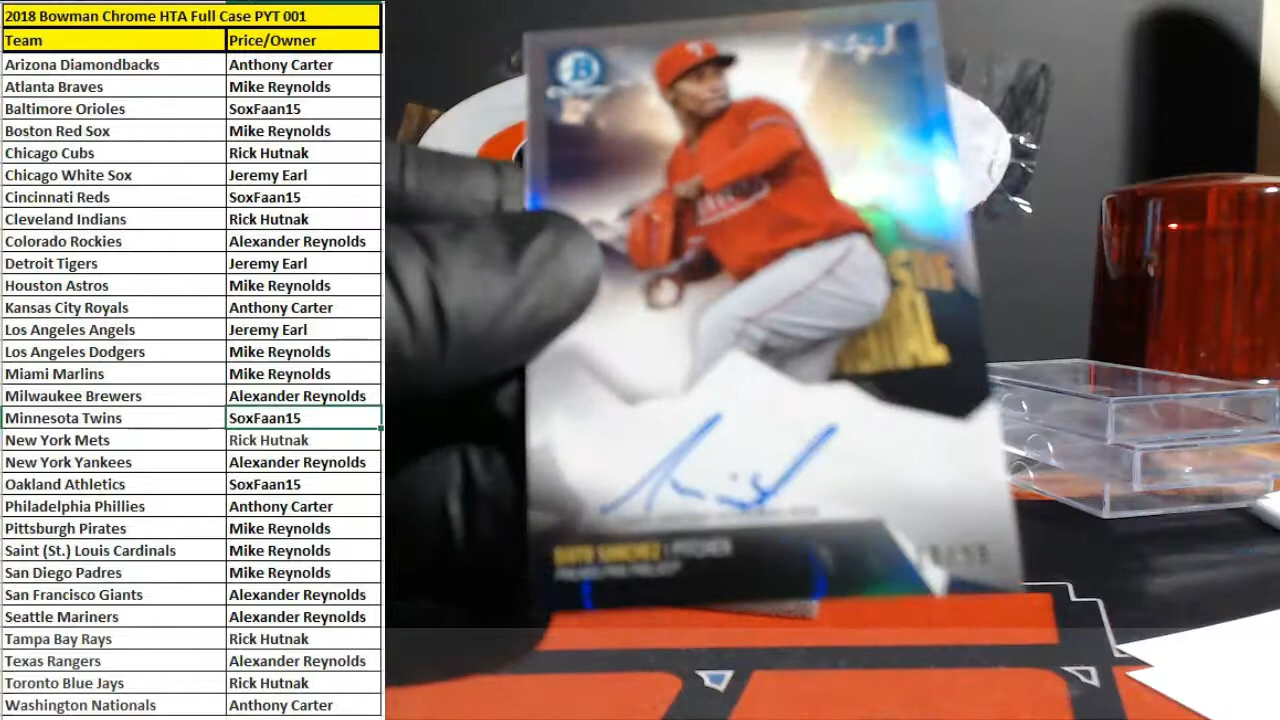 2018 Bowman Chrome HTA Full Case PYT 001
Team Price/Owner
Arizona Diamondbacks Anthony Carter
Atlanta Braves Mike Reynolds
Baltimore Orioles SoxFaan15
Boston Red Sox Mike Reynolds
Chicago Cubs Rick Hutnak
Chicago White Sox Jeremy Earl
Cincinnati Reds SoxFaan15
Cleveland Indians Rick Hutnak
Colorado Rockies Alexander Reynolds
Detroit Tigers Jeremy Earl
Houston Astros Mike Reynolds
Kansas City Royals Anthony Carter
Los Angeles Angels Jeremy Earl
Los Angeles Dodgers Mike Reynolds
Miami Marlins Mike Reynolds
Milwaukee Brewers Alexander Reynolds
Minnesota Twins SoxFaan15
New York Mets Rick Hutnak
New York Yankees Alexander Reynolds
Oakland Athletics SoxFaan15
Philadelphia Phillies Anthony Carter
Pittsburgh Pirates Mike Reynolds
Saint (St.) Louis Cardinals Mike Reynolds
San Diego Padres Mike Reynolds
San Francisco Giants Alexander Reynolds
Seattle Mariners Alexander Reynolds
Tampa Bay Rays Rick Hutnak
Texas Rangers Alexander Reynolds
Toronto Blue Jays Rick Hutnak
Washington Nationals Anthony Carter
B
SANCHEZ | PITCHER